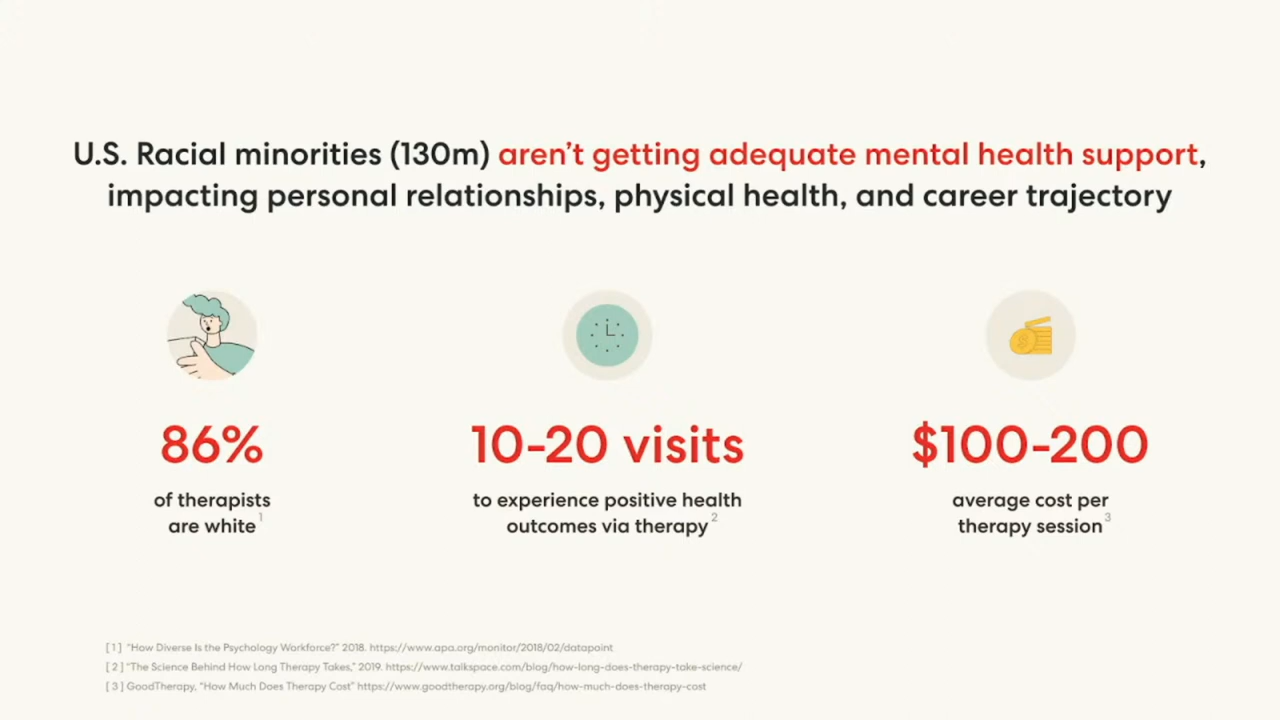 U.S. Racial minorities (130m) aren't getting adequate mental health support,
impacting personal relationships, physical health, and career trajectory
86%
of therapists
are white 1
10-20 visits
to experience positive health
outcomes via therapy 2
$100-200
average cost per
therapy session 3
[ 1 ] "How Diverse Is the Psychology Workforce?" 2018. https://www.apa.org/monitor/2018/02/datapoint
[ 2 ] "The Science Behind How Long Therapy Takes," 2019. https://www.talkspace.com/blog/how-long-does-therapy-take-science/
[ 3 ] GoodTherapy, "How Much Does Therapy Cost" https://www.goodtherapy.org/blog/faq/how-much-does-therapy-cost